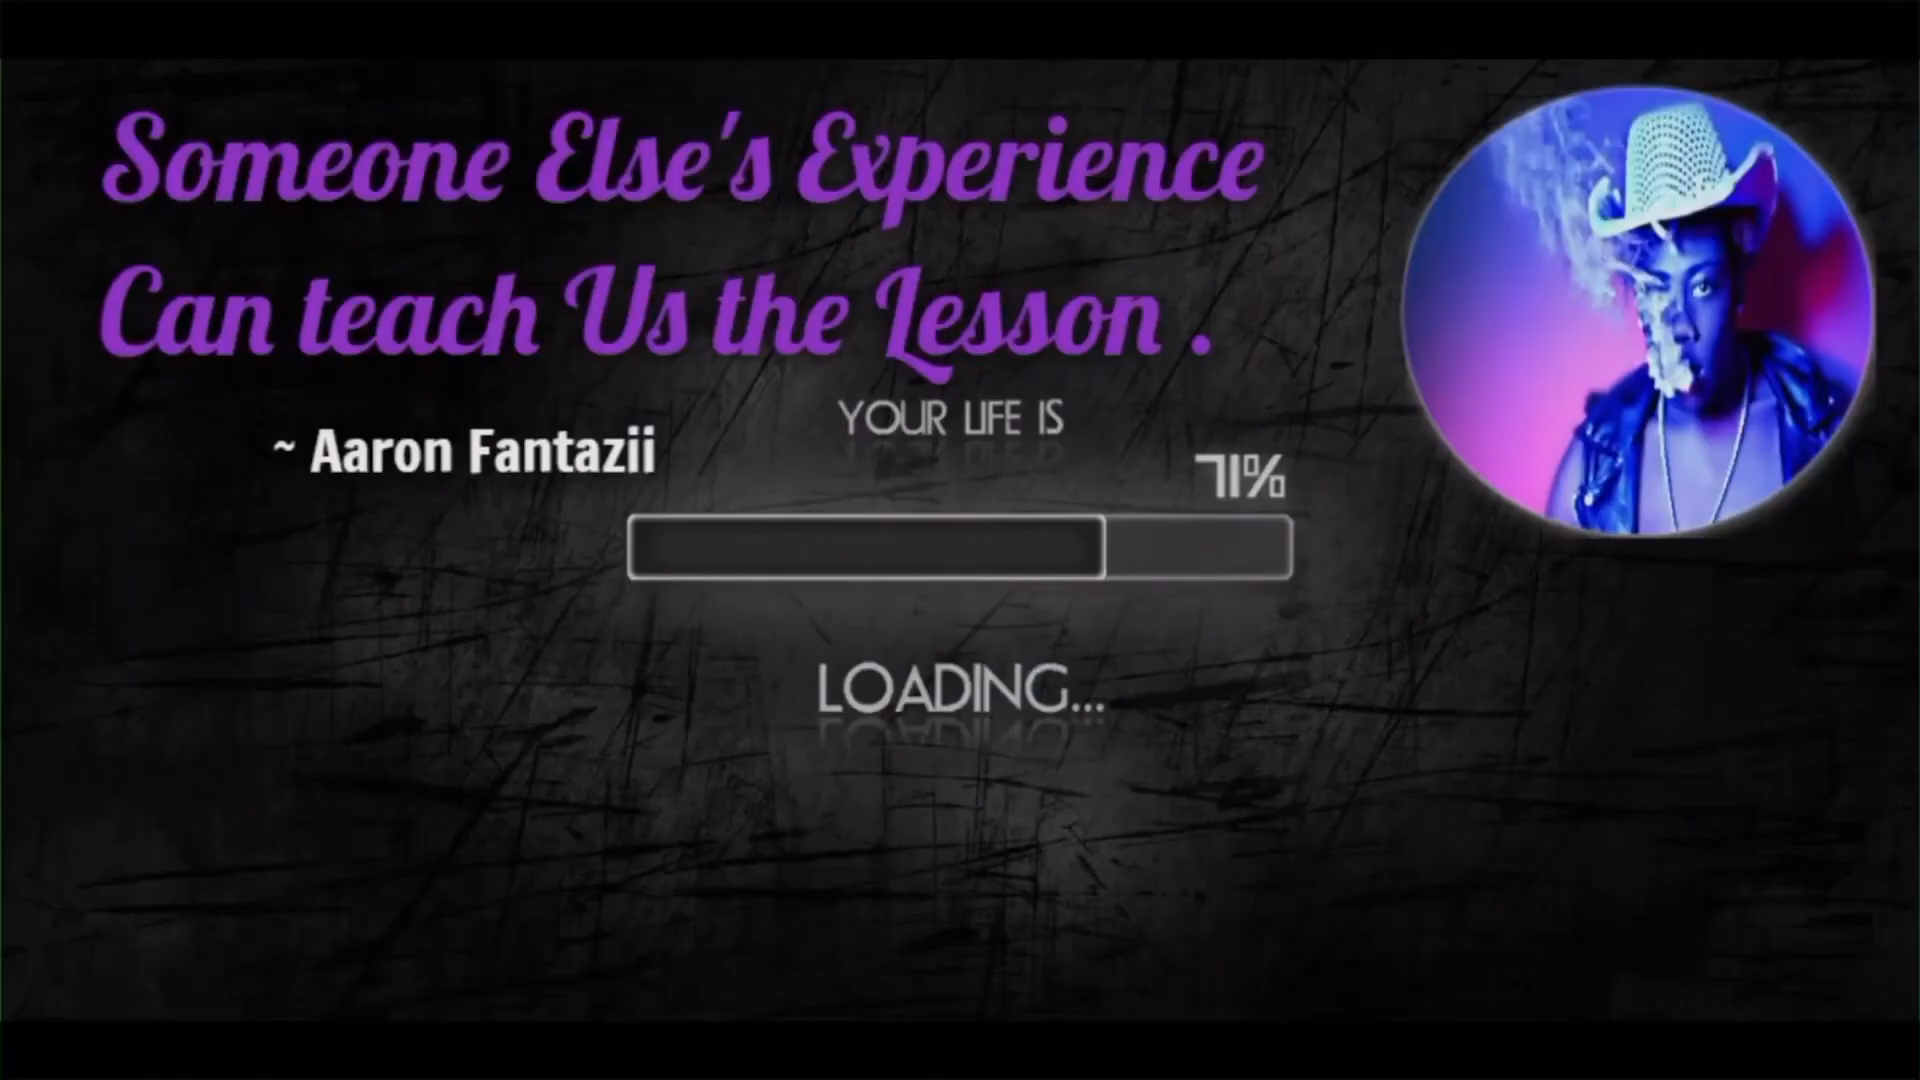 Someone Else's Experience
Can teach Us the Lesson .
~ Aaron Fantazii
YOUR LIFE IS
71%
LOADING...